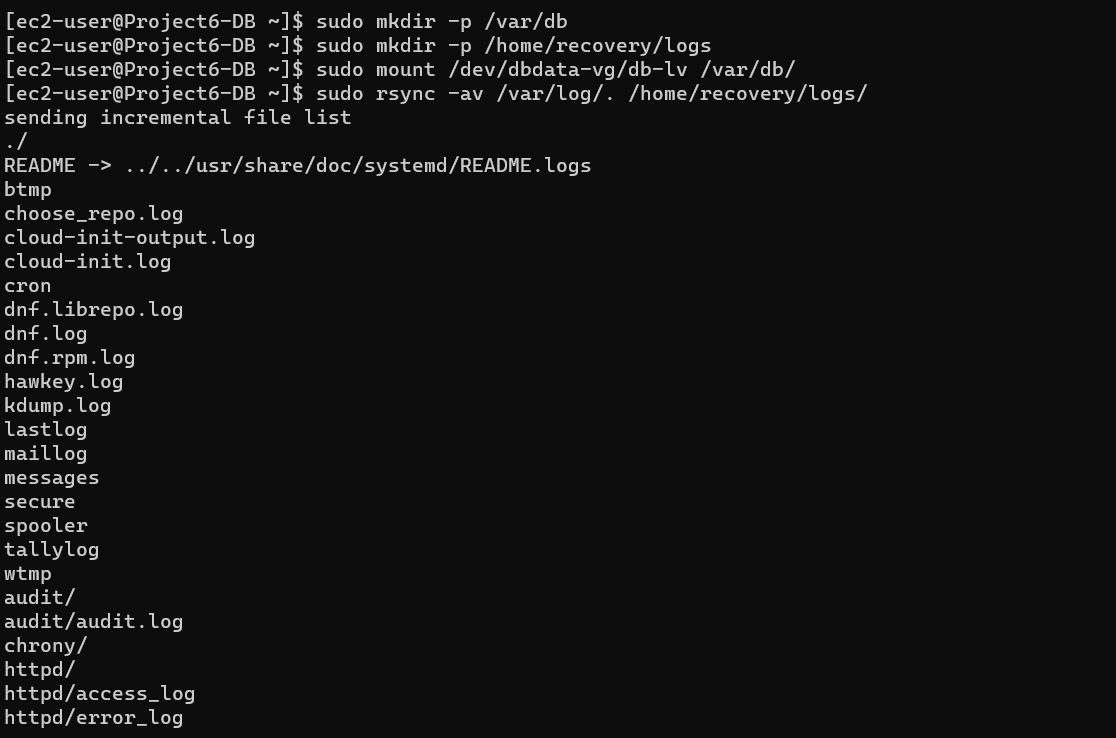 [ec2-user@Project6-DB ~]$ sudo mkdir -p /var/db
[ec2-user@Project6-DB ~]$ sudo mkdir -p /home/recovery/logs
[ec2-user@Project6-DB ~]$ sudo mount /dev/dbdata-vg/db-lv /var/db/
[ec2-user@Project6-DB ~]$ sudo rsync -av /var/log/. /home/recovery/logs/
sending incremental file list
./
README -> ../../usr/share/doc/systemd/README.logs
btmp
choose_repo.log
cloud-init-output.log
cloud-init.log
cron
dnf.librepo.log
dnf.log
dnf.rpm.log
hawkey.log
kdump.log
lastlog
maillog
messages
secure
spooler
tallylog
wtmp
audit/
audit/audit.log
chrony/
httpd/
httpd/access_log
httpd/error_log